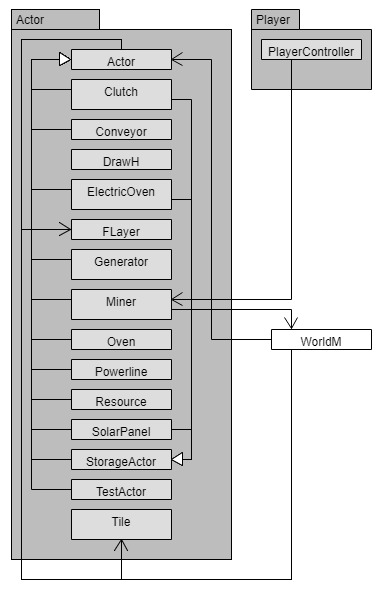 Actor
Player
PlayerController
Actor
Clutch
Conveyor
DrawH
ElectricOven
FLayer
Generator
Miner
WorldM
Oven
Powerline
Resource
SolarPanel
StorageActor
TestActor
Tile